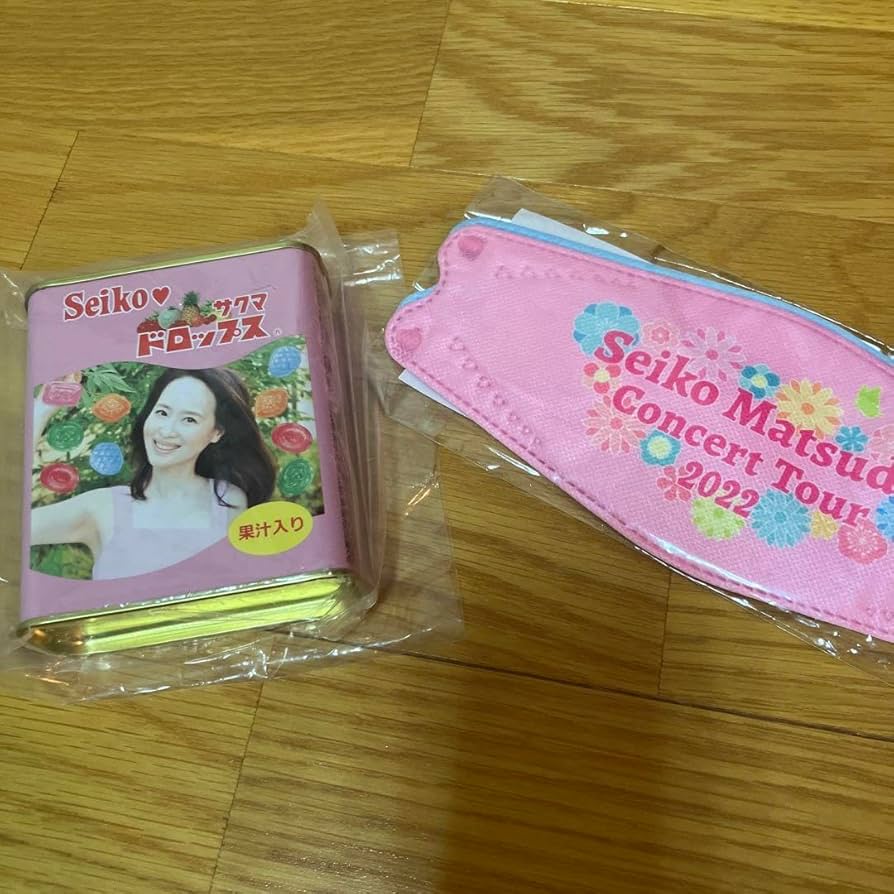 Seiko♥
サクマ
ドロップス®
果汁入り
Seiko Matsud
Concert Tour
2022